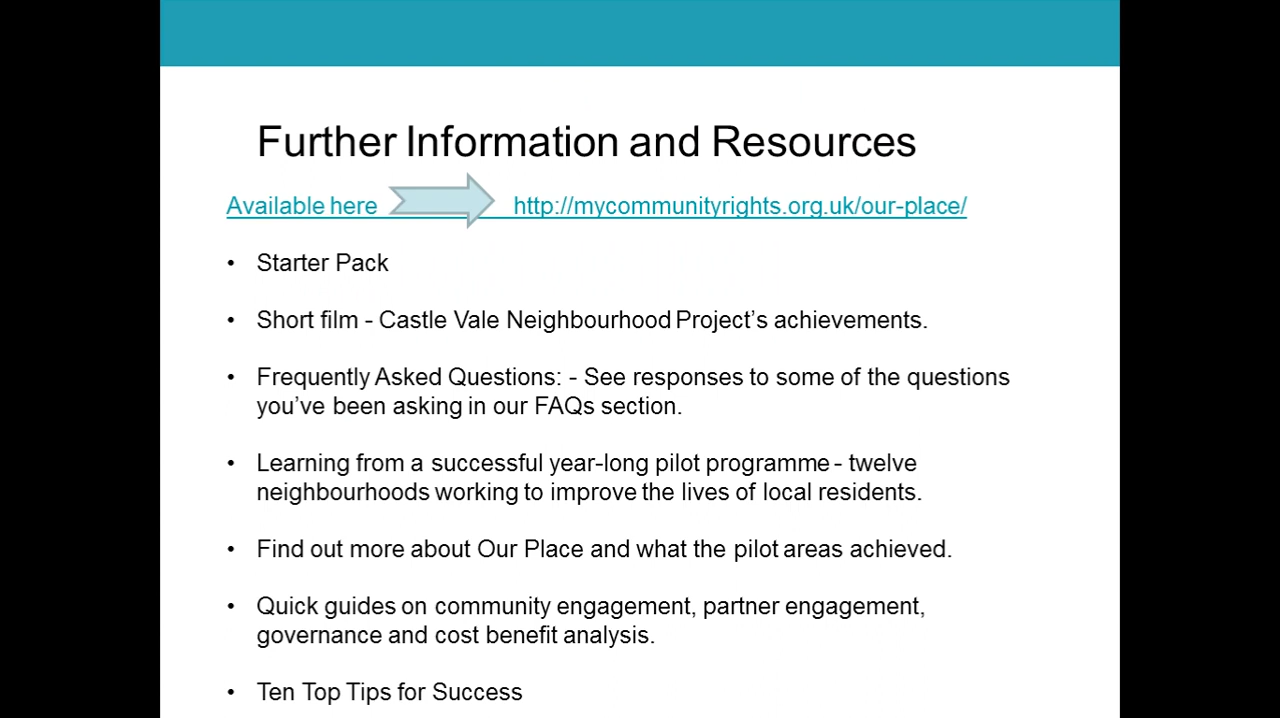 Further Information and Resources
Available here http://mycommunityrights.org.uk/our-place/
• Starter Pack
• Short film - Castle Vale Neighbourhood Project’s achievements.
• Frequently Asked Questions: - See responses to some of the questions
you’ve been asking in our FAQs section.
• Learning from a successful year-long pilot programme - twelve
neighbourhoods working to improve the lives of local residents.
• Find out more about Our Place and what the pilot areas achieved.
• Quick guides on community engagement, partner engagement,
governance and cost benefit analysis.
• Ten Top Tips for Success